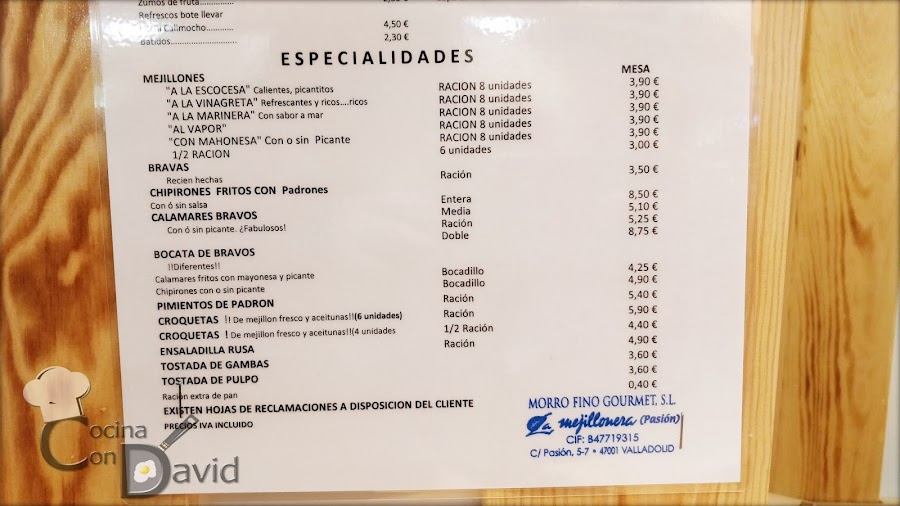 Zumos de fruta
Refrescos bote llevar
Calimocho............ 4,50 €
Batidos............................ 2,30 €
ESPECIALIDADES
MESA
MEJILLONES
"A LA ESCOCESA" Calientes, picantitos RACION 8 unidades 3,90 €
"A LA VINAGRETA" Refrescantes y ricos....ricos RACION 8 unidades 3,90 €
"A LA MARINERA" Con sabor a mar RACION 8 unidades 3,90 €
"AL VAPOR" RACION 8 unidades 3,90 €
"CON MAHONESA" Con o sin Picante RACION 8 unidades 3,90 €
1/2 RACION 6 unidades 3,00 €
BRAVAS
Recien hechas Ración 3,50 €
CHIPIRONES FRITOS CON Padrones Entera 8,50 €
Con ó sin salsa Media 5,10 €
CALAMARES BRAVOS Ración 5,25 €
Con ó sin picante. ¿Fabulosos! Doble 8,75 €
BOCATA DE BRAVOS
!!Diferentes!!
Calamares fritos con mayonesa y picante Bocadillo 4,25 €
Chipirones con o sin picante Bocadillo 4,90 €
PIMIENTOS DE PADRON Ración 5,40 €
CROQUETAS !! De mejillon fresco y aceitunas!!(6 unidades) Ración 5,90 €
CROQUETAS ! De mejillon fresco y aceitunas!!(4 unidades 1/2 Ración 4,40 €
ENSALADILLA RUSA Ración 4,90 €
TOSTADA DE GAMBAS 3,60 €
TOSTADA DE PULPO 3,60 €
Ración extra de pan 0,40 €
EXISTEN HOJAS DE RECLAMACIONES A DISPOSICION DEL CLIENTE
PRECIOS IVA INCLUIDO
MORRO FINO GOURMET, S.L.
La mejillonera (Pasión)
CIF: B47719315
C/ Pasión, 5-7 • 47001 VALLADOLID
Cocina
Con
David